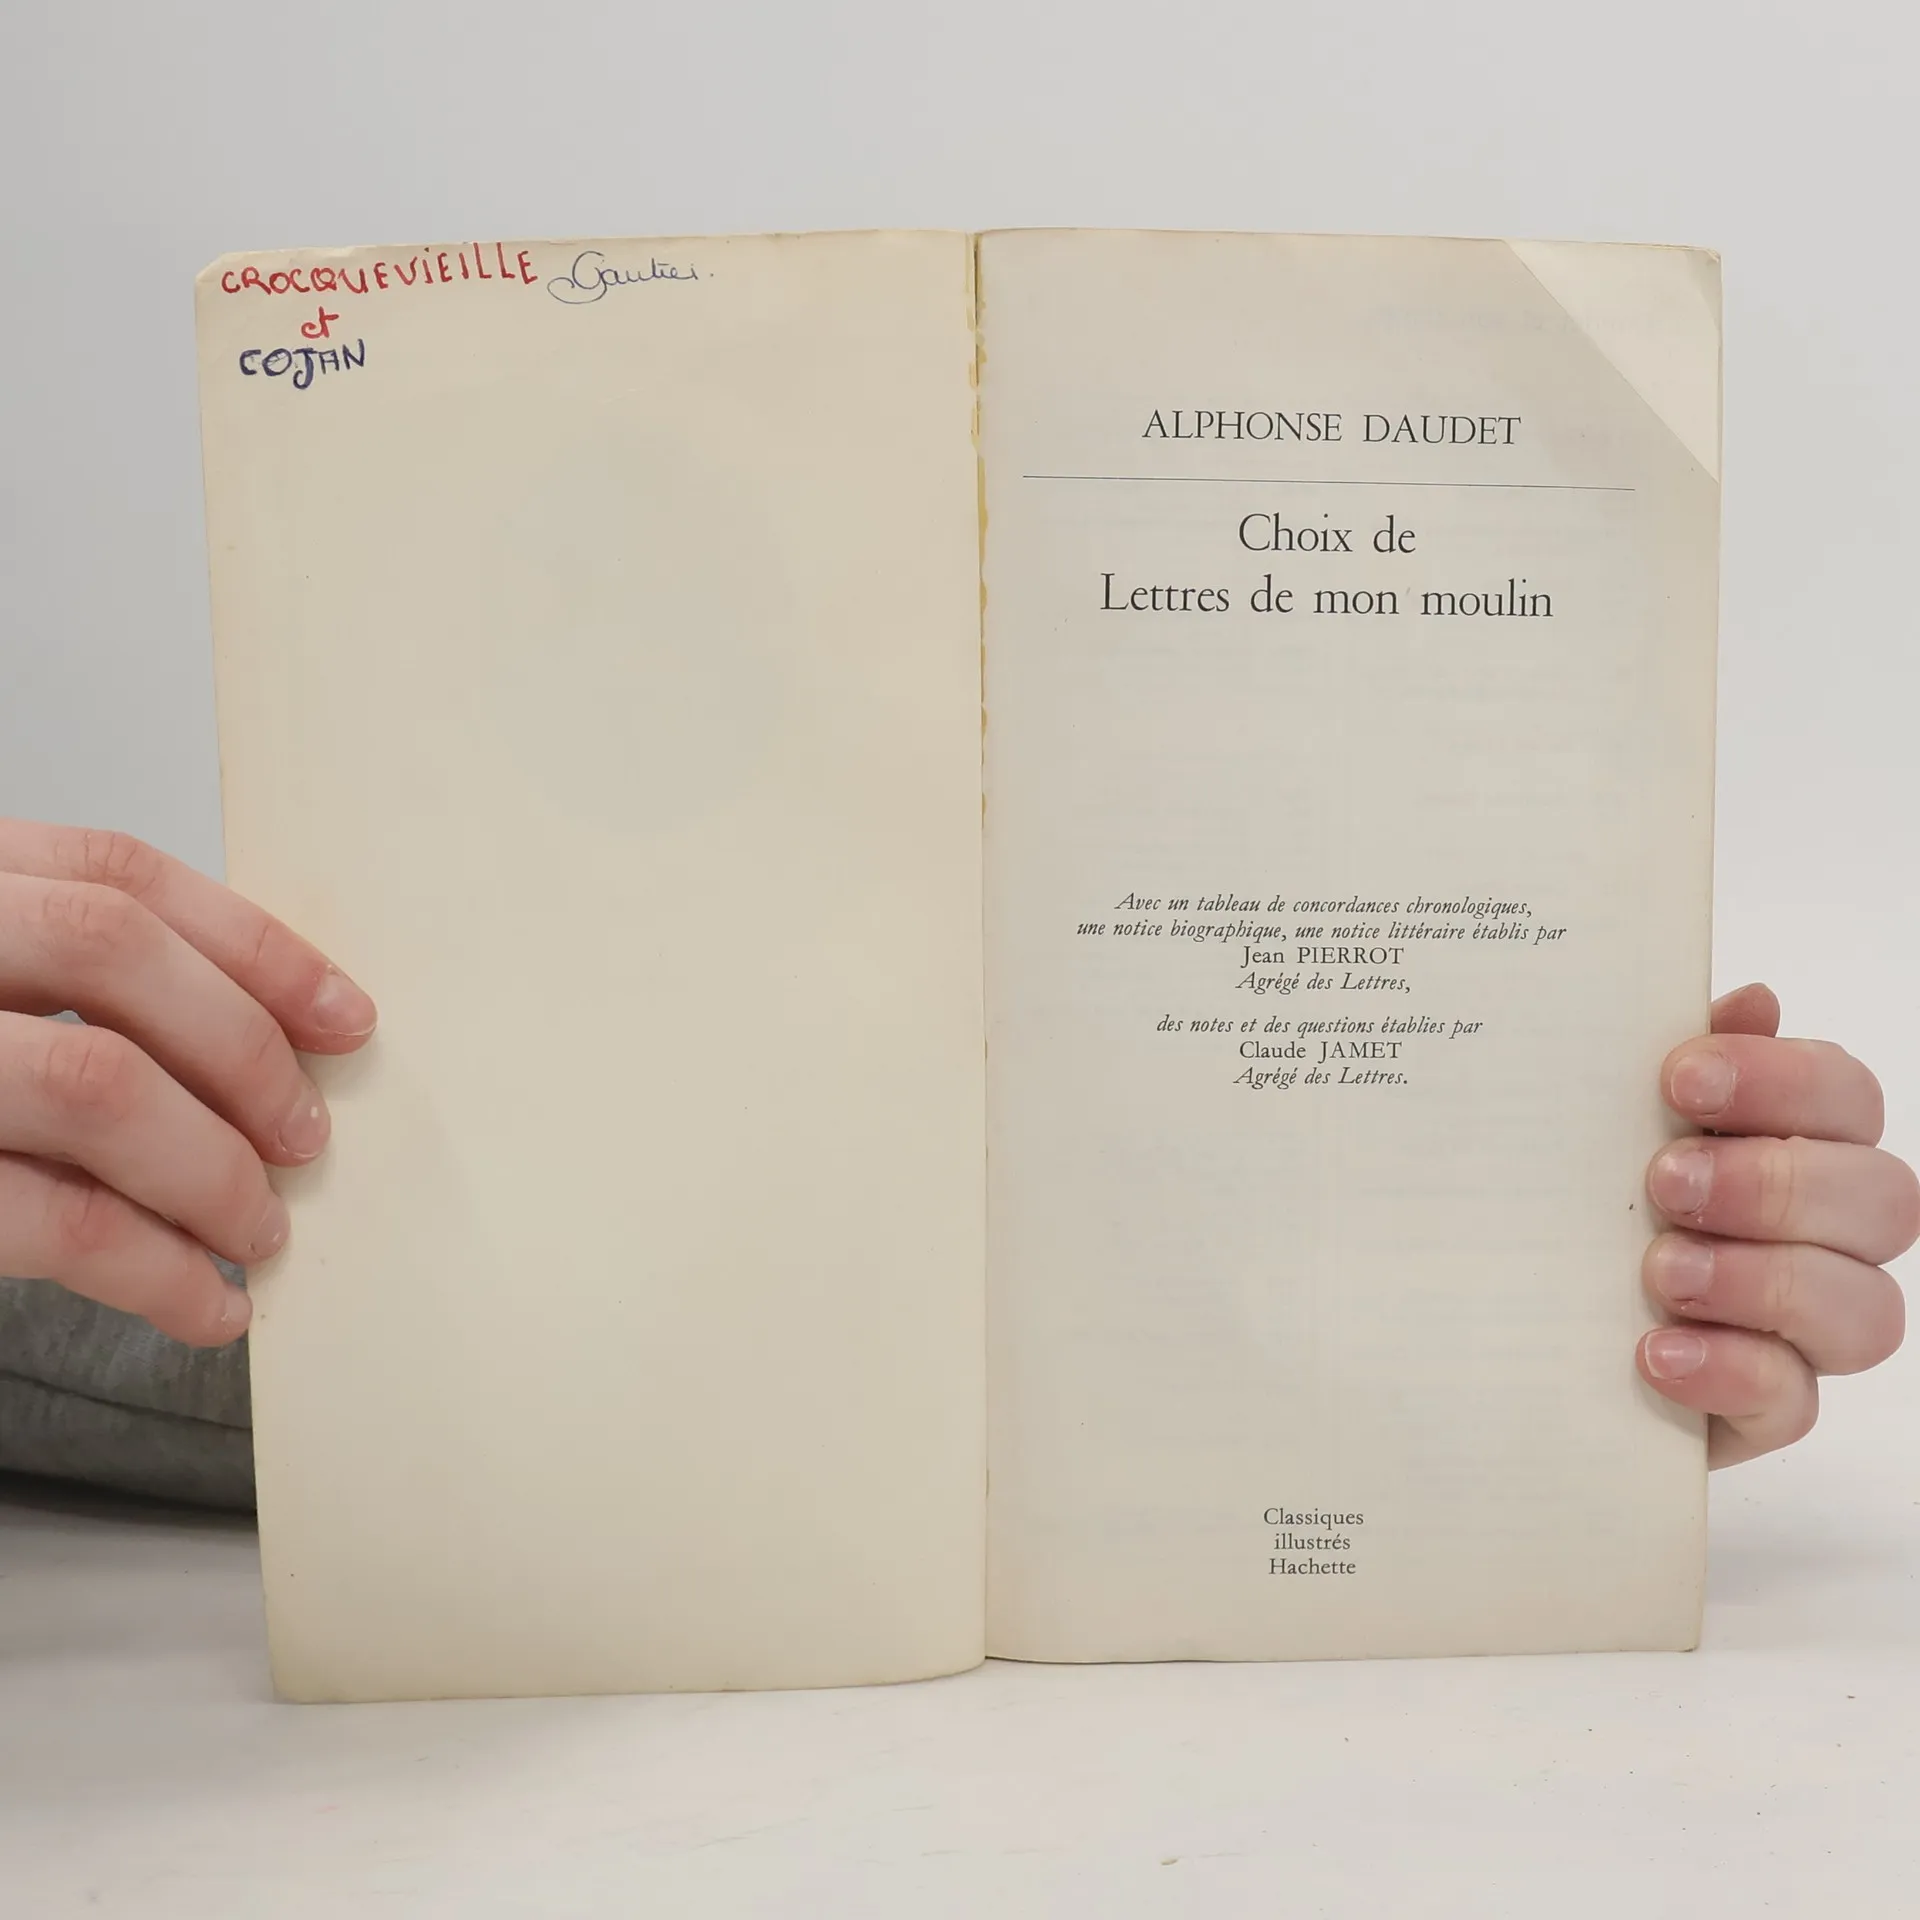 CROCQUEVIEILLE Gautier.
et
COJAN
ALPHONSE DAUDET
Choix de
Lettres de mon moulin
Avec un tableau de concordances chronologiques,
une notice biographique, une notice littéraire établis par
Jean PIERROT
Agrégé des Lettres,
des notes et des questions établies par
Claude JAMET
Agrégé des Lettres.
Classiques
illustrés
Hachette